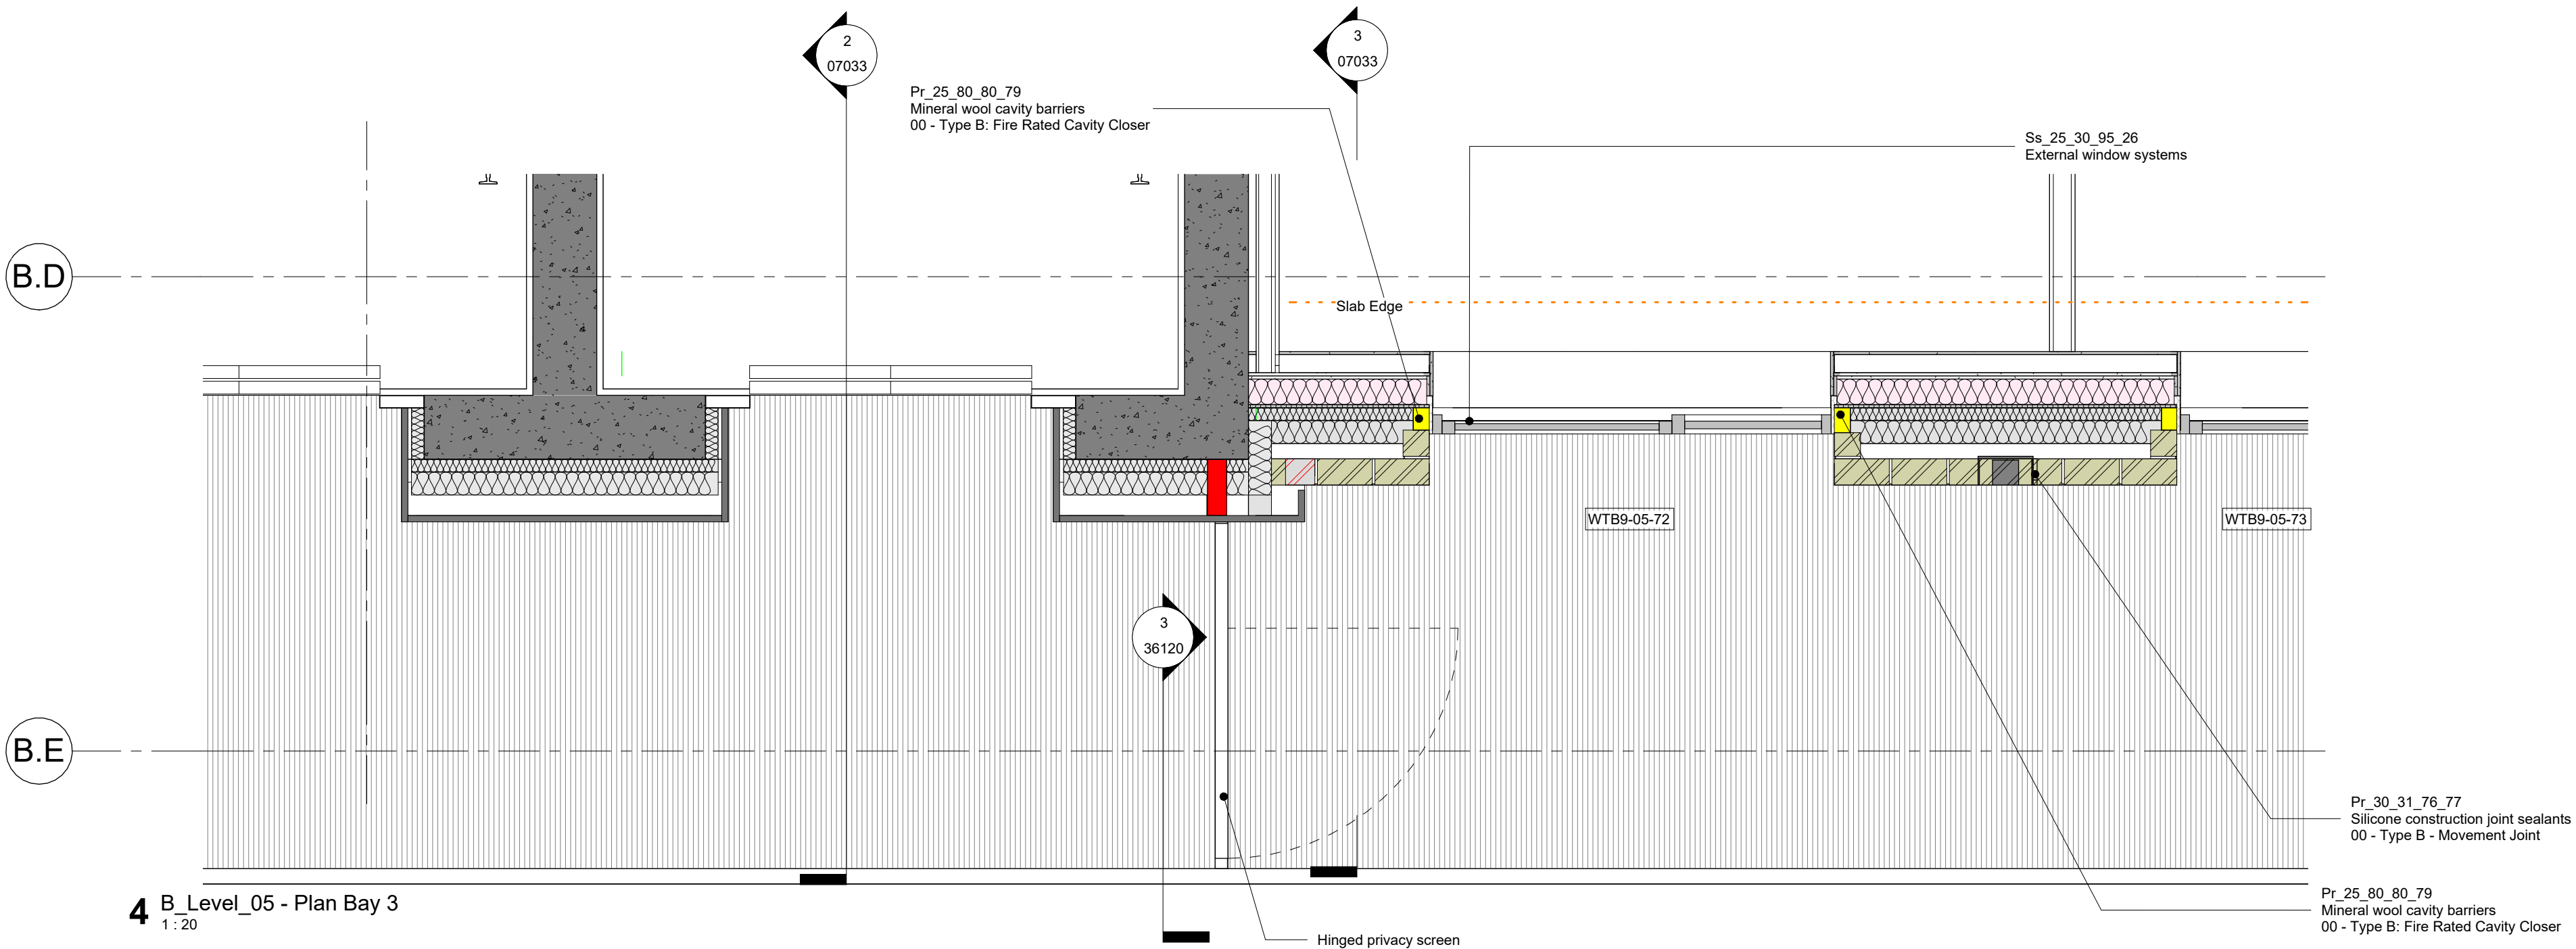 2
07033
3
07033
Pr_25_80_80_79
Mineral wool cavity barriers
00 - Type B: Fire Rated Cavity Closer
Ss_25_30_95_26
External window systems
B.D
Slab Edge
WTB9-05-72
WTB9-05-73
3
36120
B.E
Pr_30_31_76_77
Silicone construction joint sealants
00 - Type B - Movement Joint
Pr_25_80_80_79
Mineral wool cavity barriers
00 - Type B: Fire Rated Cavity Closer
4 B_Level_05 - Plan Bay 3
1 : 20
Hinged privacy screen